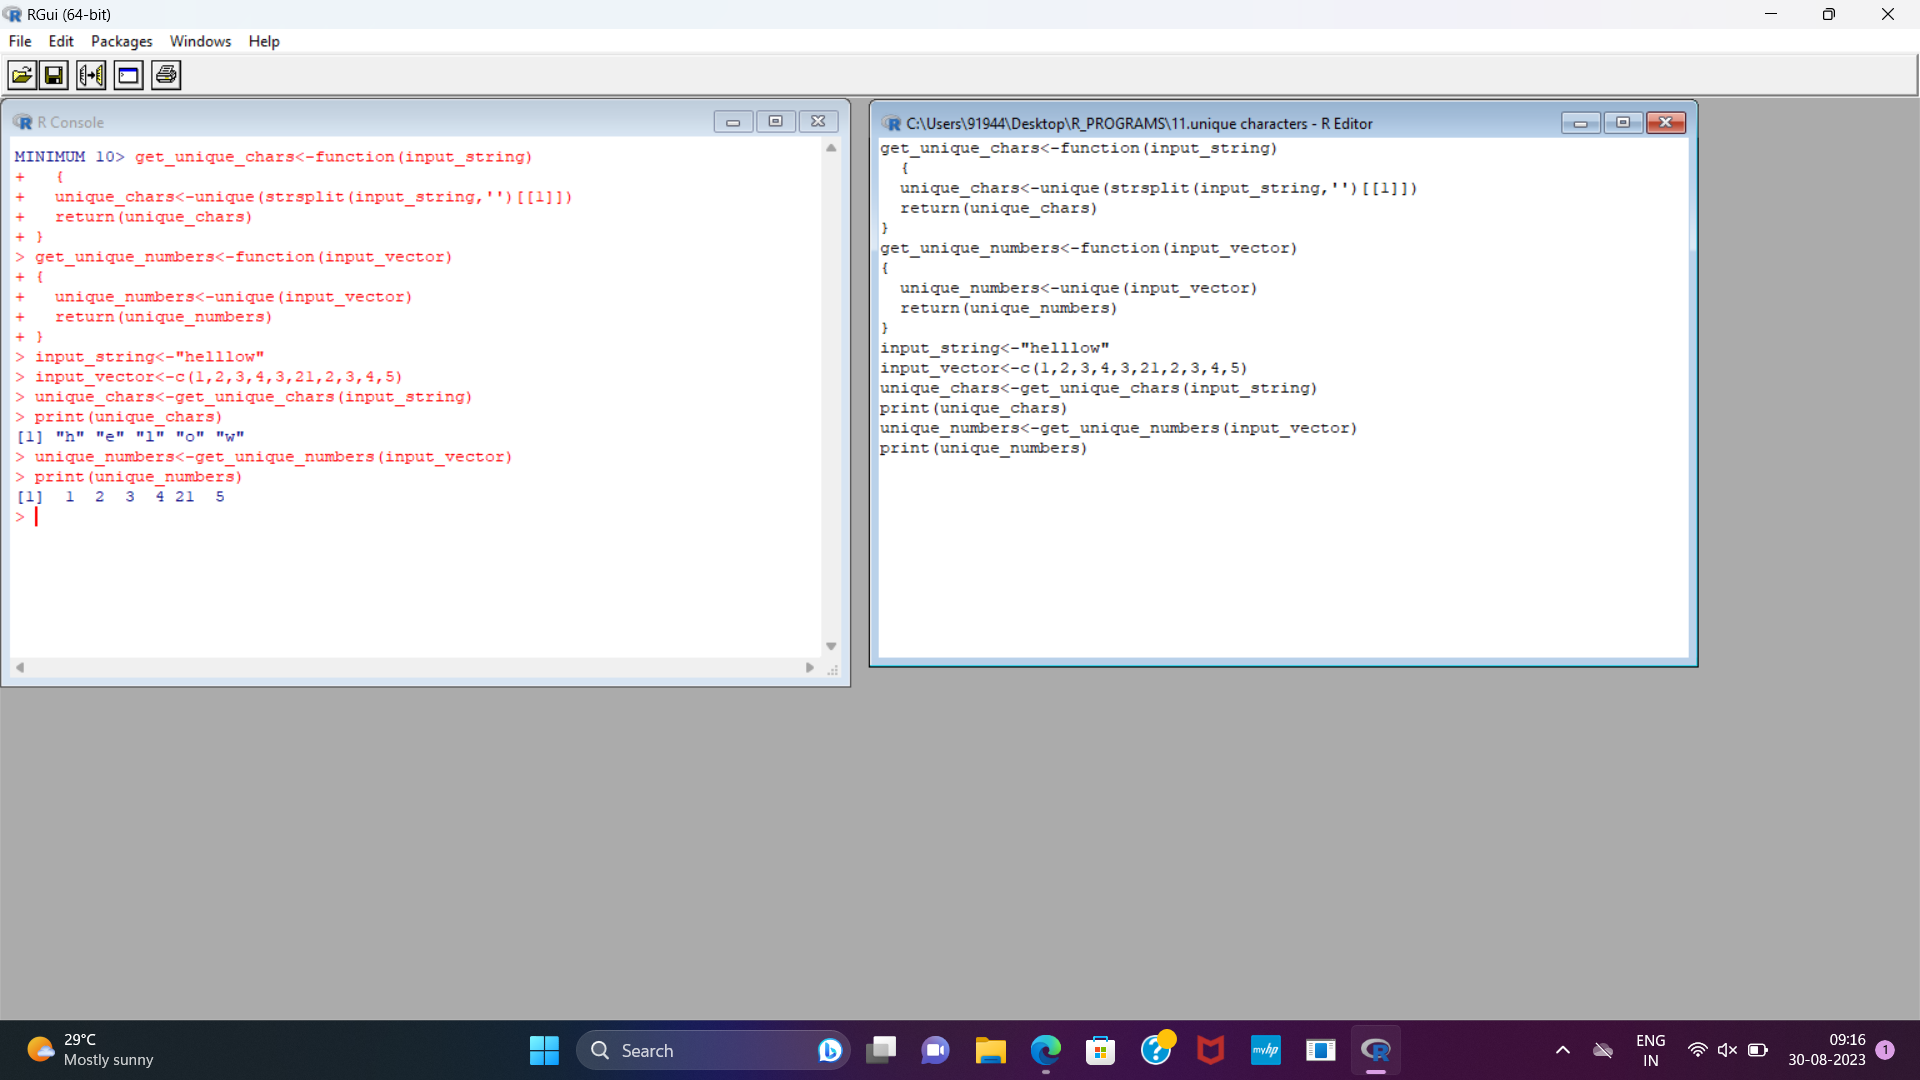 RGui (64-bit)
File Edit Packages Windows Help
R Console
MINIMUM 10> get_unique_chars<-function(input_string)
+   {
+   unique_chars<-unique(strsplit(input_string,'')[[1]])
+   return(unique_chars)
+ }
> get_unique_numbers<-function(input_vector)
+ {
+   unique_numbers<-unique(input_vector)
+   return(unique_numbers)
+ }
> input_string<-"helllow"
> input_vector<-c(1,2,3,4,3,21,2,3,4,5)
> unique_chars<-get_unique_chars(input_string)
> print(unique_chars)
[1] "h" "e" "l" "o" "w"
> unique_numbers<-get_unique_numbers(input_vector)
> print(unique_numbers)
[1]  1  2  3  4 21  5
>
C:\Users\91944\Desktop\R_PROGRAMS\11.unique characters - R Editor
get_unique_chars<-function(input_string)
  {
  unique_chars<-unique(strsplit(input_string,'')[[1]])
  return(unique_chars)
}
get_unique_numbers<-function(input_vector)
{
  unique_numbers<-unique(input_vector)
  return(unique_numbers)
}
input_string<-"helllow"
input_vector<-c(1,2,3,4,3,21,2,3,4,5)
unique_chars<-get_unique_chars(input_string)
print(unique_chars)
unique_numbers<-get_unique_numbers(input_vector)
print(unique_numbers)
29°C
Mostly sunny
Search
myhp
ENG
IN
09:16
30-08-2023
1